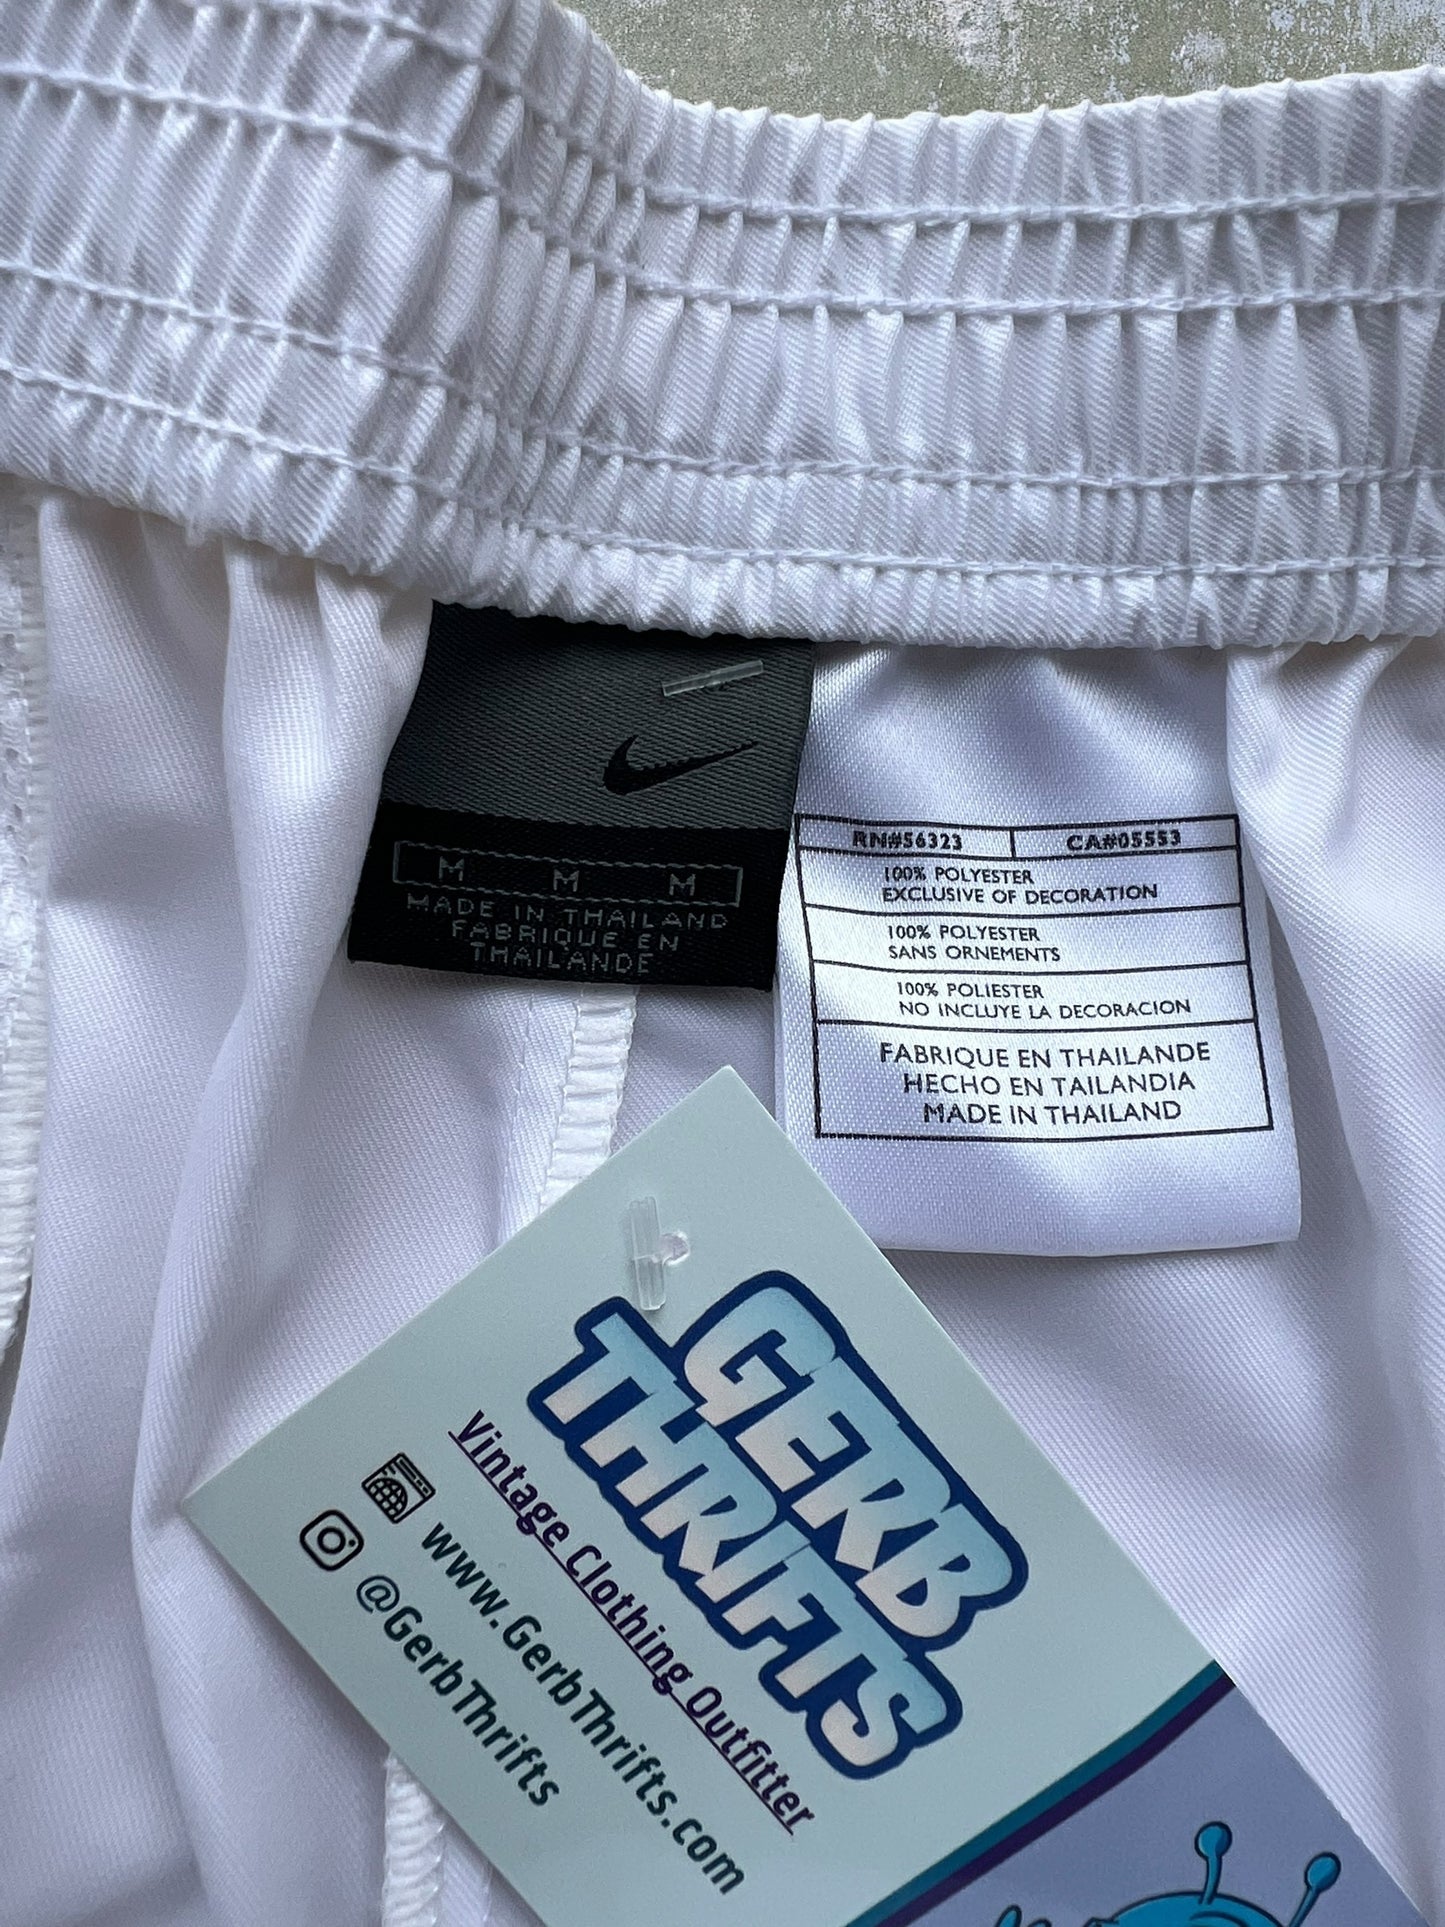 M M M
MADE IN THAILAND
FABRIQUE EN
THAILANDE
RN#56323 CA#05553
100% POLYESTER
EXCLUSIVE OF DECORATION
100% POLYESTER
SANS ORNEMENTS
100% POLIESTER
NO INCLUYE LA DECORACION
FABRIQUE EN THAILANDE
HECHO EN TAILANDIA
MADE IN THAILAND
GERB
THRIFTS
Vintage Clothing Outfitter
www.GerbThrifts.com
@GerbThrifts